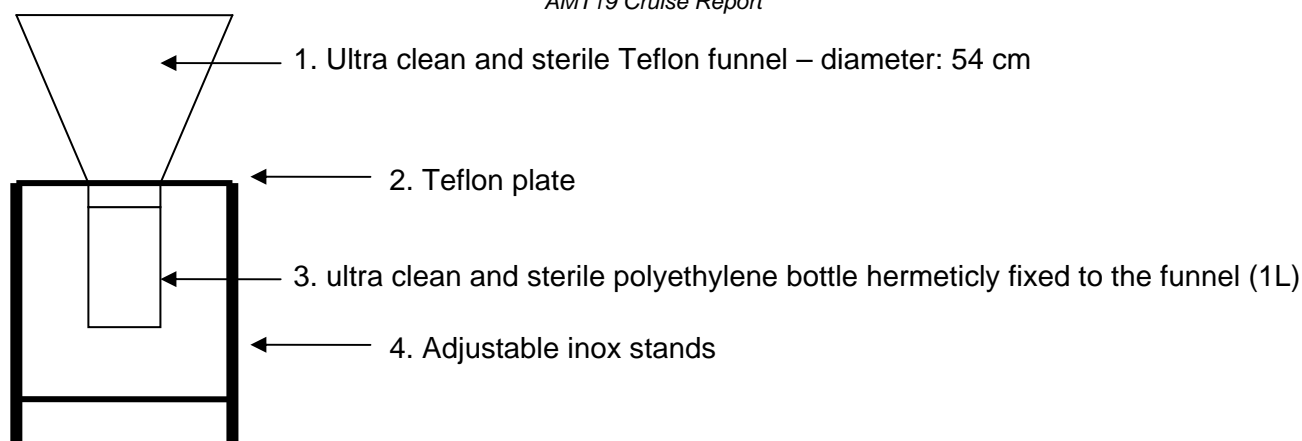 AMT19 Cruise Report
1. Ultra clean and sterile Teflon funnel – diameter: 54 cm
2. Teflon plate
3. ultra clean and sterile polyethylene bottle hermeticly fixed to the funnel (1L)
4. Adjustable inox stands